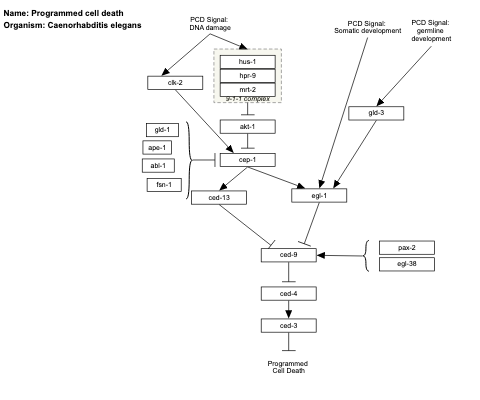 Name: Programmed cell death
Organism: Caenorhabditis elegans
PCD Signal:
DNA damage
PCD Signal:
Somatic development
PCD Signal:
germline
development
hus-1
hpr-9
mrt-2
9-1-1 complex
clk-2
gld-3
akt-1
gld-1
ape-1
abl-1
fsn-1
cep-1
ced-13
egl-1
ced-9
pax-2
egl-38
ced-4
ced-3
Programmed
Cell Death